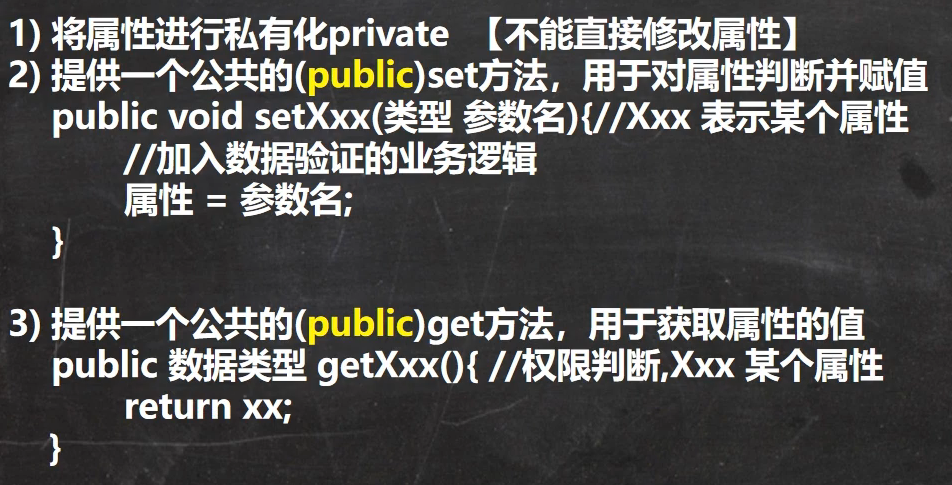 1) 将属性进行私有化private 【不能直接修改属性】
2) 提供一个公共的(public)set方法，用于对属性判断并赋值
public void setXxx(类型 参数名){//Xxx 表示某个属性
//加入数据验证的业务逻辑
属性 = 参数名;
}
3) 提供一个公共的(public)get方法，用于获取属性的值
public 数据类型 getXxx(){ //权限判断,Xxx 某个属性
return xx;
}